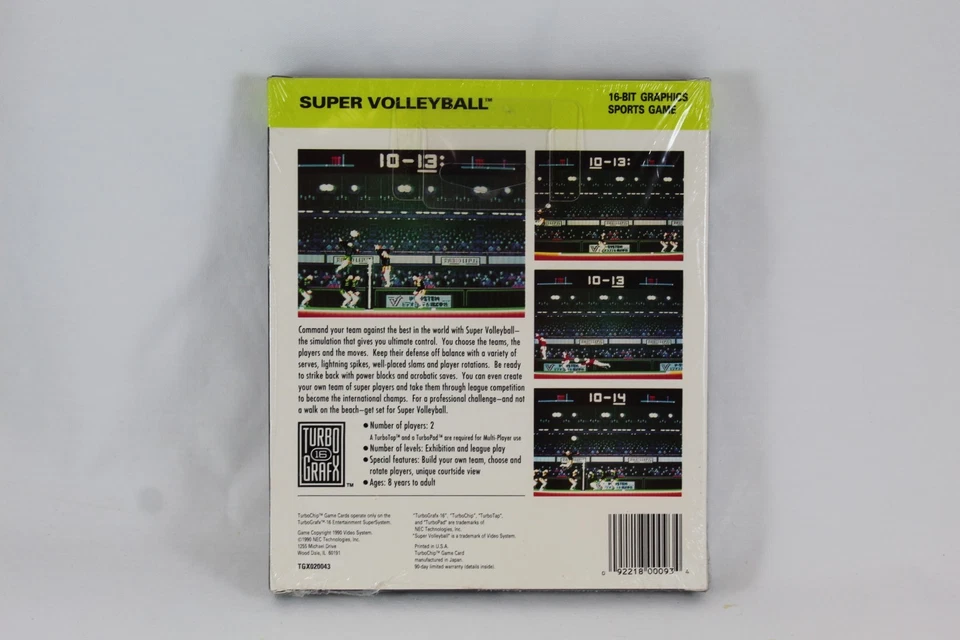 SUPER VOLLEYBALL™
16-BIT GRAPHICS
SPORTS GAME
10-13:
10-13:
10-13
10-14
Command your team against the best in the world with Super Volleyball—
the simulation that gives you ultimate control. You choose the teams, the
players and the moves. Keep their defense off balance with a variety of
serves, lightning spikes, well-placed slams and player rotations. Be ready
to strike back with power blocks and acrobatic saves. You can even create
your own team of super players and take them through league competition
to become the international champs. For a professional challenge—and not
a walk on the beach—get set for Super Volleyball.
TURBO
16
GRAFX
™
● Number of players: 2
A TurboTap™ and a TurboPad™ are required for Multi-Player use
● Number of levels: Exhibition and league play
● Special features: Build your own team, choose and
rotate players, unique courtside view
● Ages: 8 years to adult
TurboChip™ Game Cards operate only on the
TurboGrafx™-16 Entertainment SuperSystem.
Game Copyright 1990 Video System.
©1990 NEC Technologies, Inc.
1255 Michael Drive
Wood Dale, IL 60191
TGX020043
"TurboGrafx 16", "TurboChip", "TurboTap",
and "TurboPad" are trademarks of
NEC Technologies, Inc.
"Super Volleyball" is a trademark of Video System.
Printed in U.S.A.
TurboChip™ Game Card
manufactured in Japan.
90-day limited warranty (details inside).
0 92218 00093